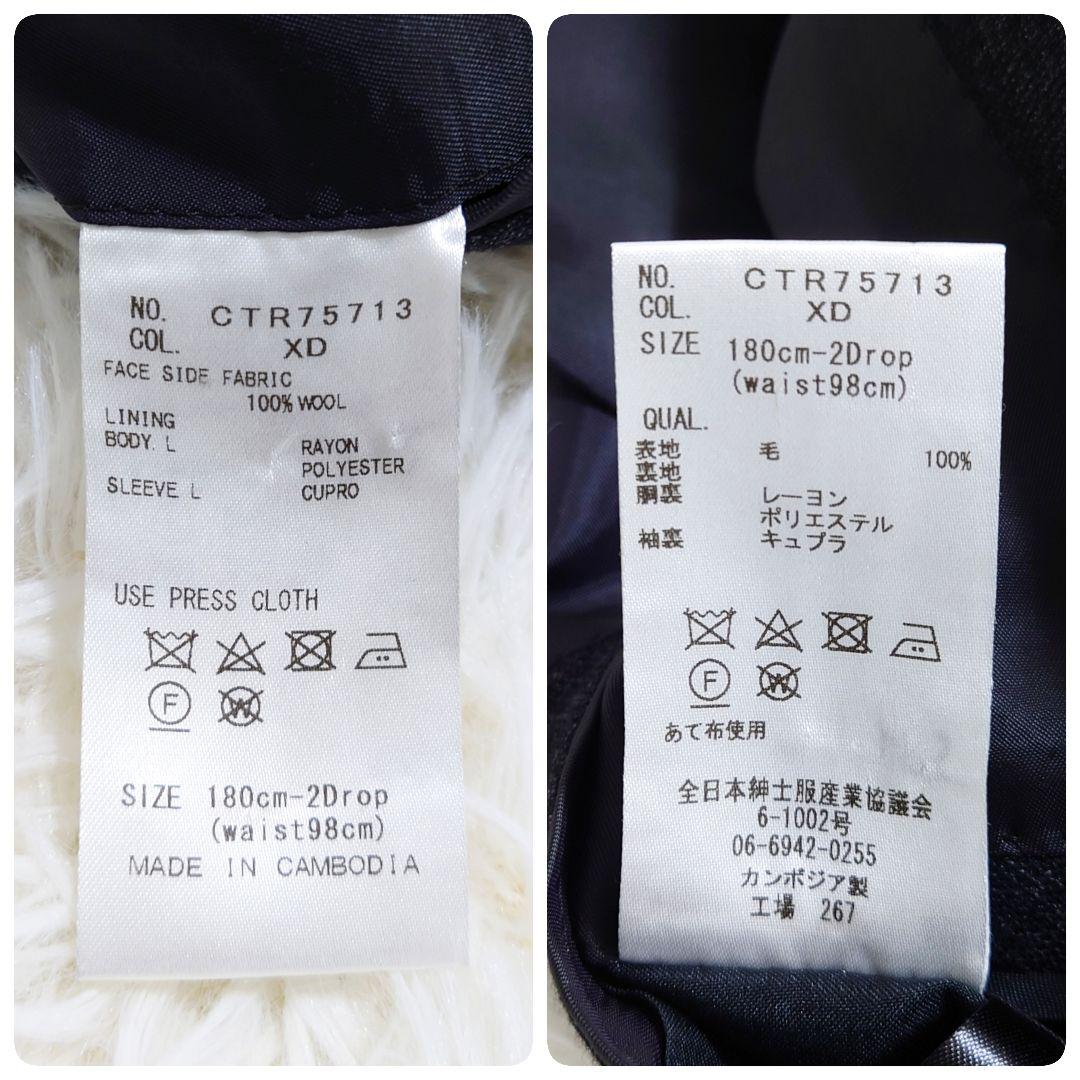 NO. CTR75713
COL. XD
FACE SIDE FABRIC
100% WOOL
LINING
BODY. L RAYON
POLYESTER
SLEEVE L CUPRO
USE PRESS CLOTH
F W
SIZE 180cm-2Drop
(waist98cm)
MADE IN CAMBODIA
NO. CTR75713
COL. XD
SIZE 180cm-2Drop
(waist98cm)
QUAL.
表地 毛 100%
裏地
胴裏 レーヨン
ポリエステル
袖裏 キュプラ
F W
あて布使用
全日本紳士服産業協議会
6-1002号
06-6942-0255
カンボジア製
工場 267